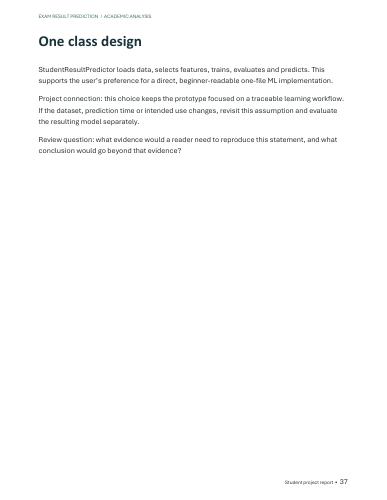 EXAM RESULT PREDICTION / ACADEMIC ANALYSIS
One class design
StudentResultPredictor loads data, selects features, trains, evaluates and predicts. This
supports the user's preference for a direct, beginner-readable one-file ML implementation.
Project connection: this choice keeps the prototype focused on a traceable learning workflow.
If the dataset, prediction time or intended use changes, revisit this assumption and evaluate
the resulting model separately.
Review question: what evidence would a reader need to reproduce this statement, and what
conclusion would go beyond that evidence?
Student project report • 37